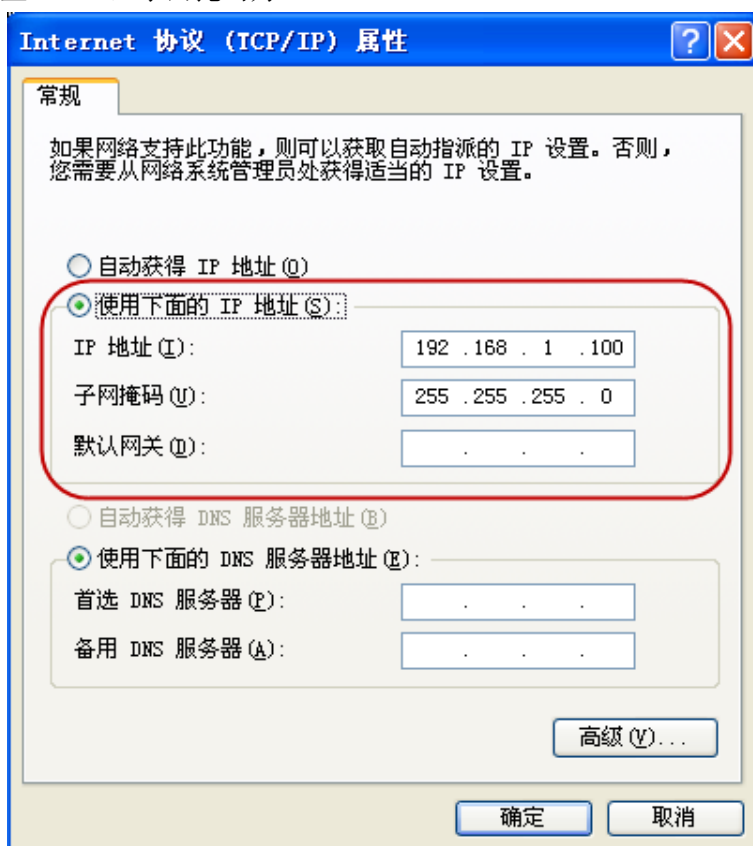 Internet 协议 (TCP/IP) 属性
常规
如果网络支持此功能，则可以获取自动指派的 IP 设置。否则，
您需要从网络系统管理员处获得适当的 IP 设置。
自动获得 IP 地址(O)
使用下面的 IP 地址(S):
IP 地址(I): 192 .168 . 1 .100
子网掩码(U): 255 .255 .255 . 0
默认网关(D): . . .
自动获得 DNS 服务器地址(B)
使用下面的 DNS 服务器地址(E):
首选 DNS 服务器(P): . . .
备用 DNS 服务器(A): . . .
高级(V)...
确定 取消